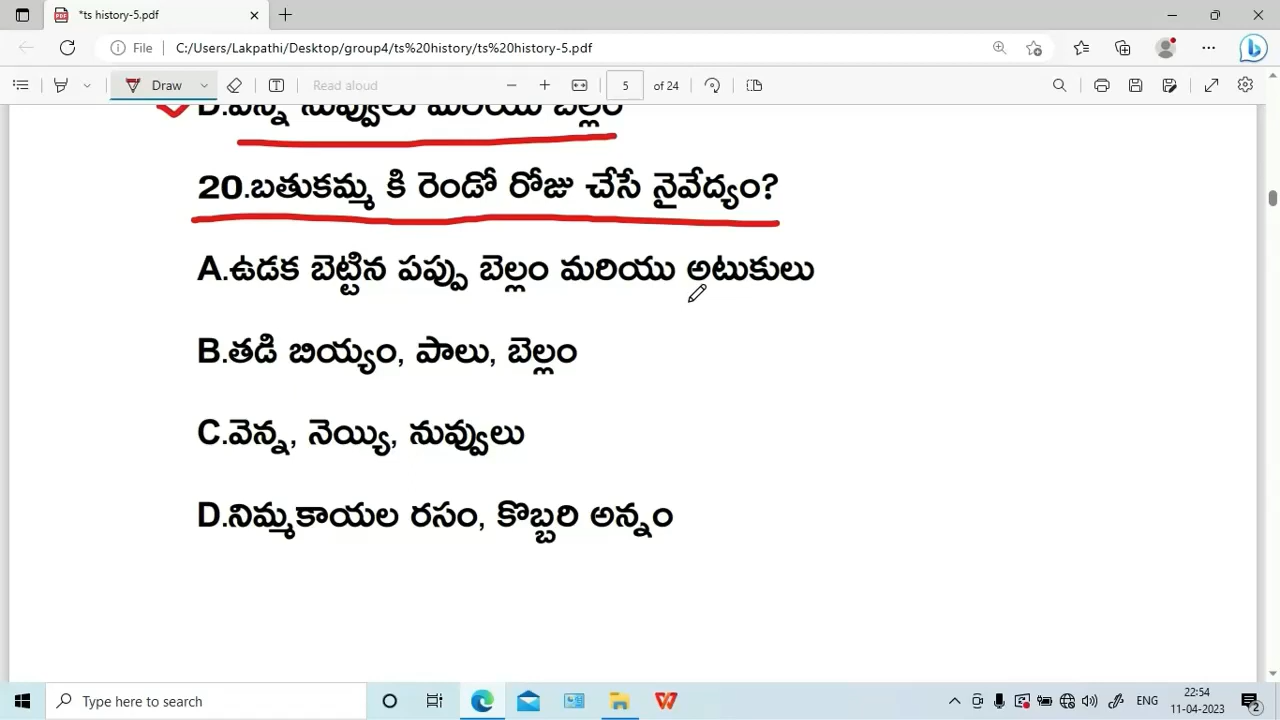 *ts history-5.pdf
File C:/Users/Lakpathi/Desktop/group4/ts%20history/ts%20history-5.pdf
Draw Read aloud 5 of 24
D.వెన్న నువ్వులు మరియు బెల్లం
20.బతుకమ్మ కి రెండో రోజు చేసే నైవేద్యం?
A.ఉడక బెట్టిన పప్పు బెల్లం మరియు అటుకులు
B.తడి బియ్యం, పాలు, బెల్లం
C.వెన్న, నెయ్యి, నువ్వులు
D.నిమ్మకాయల రసం, కొబ్బరి అన్నం
Type here to search
ENG
22:54
11-04-2023
2